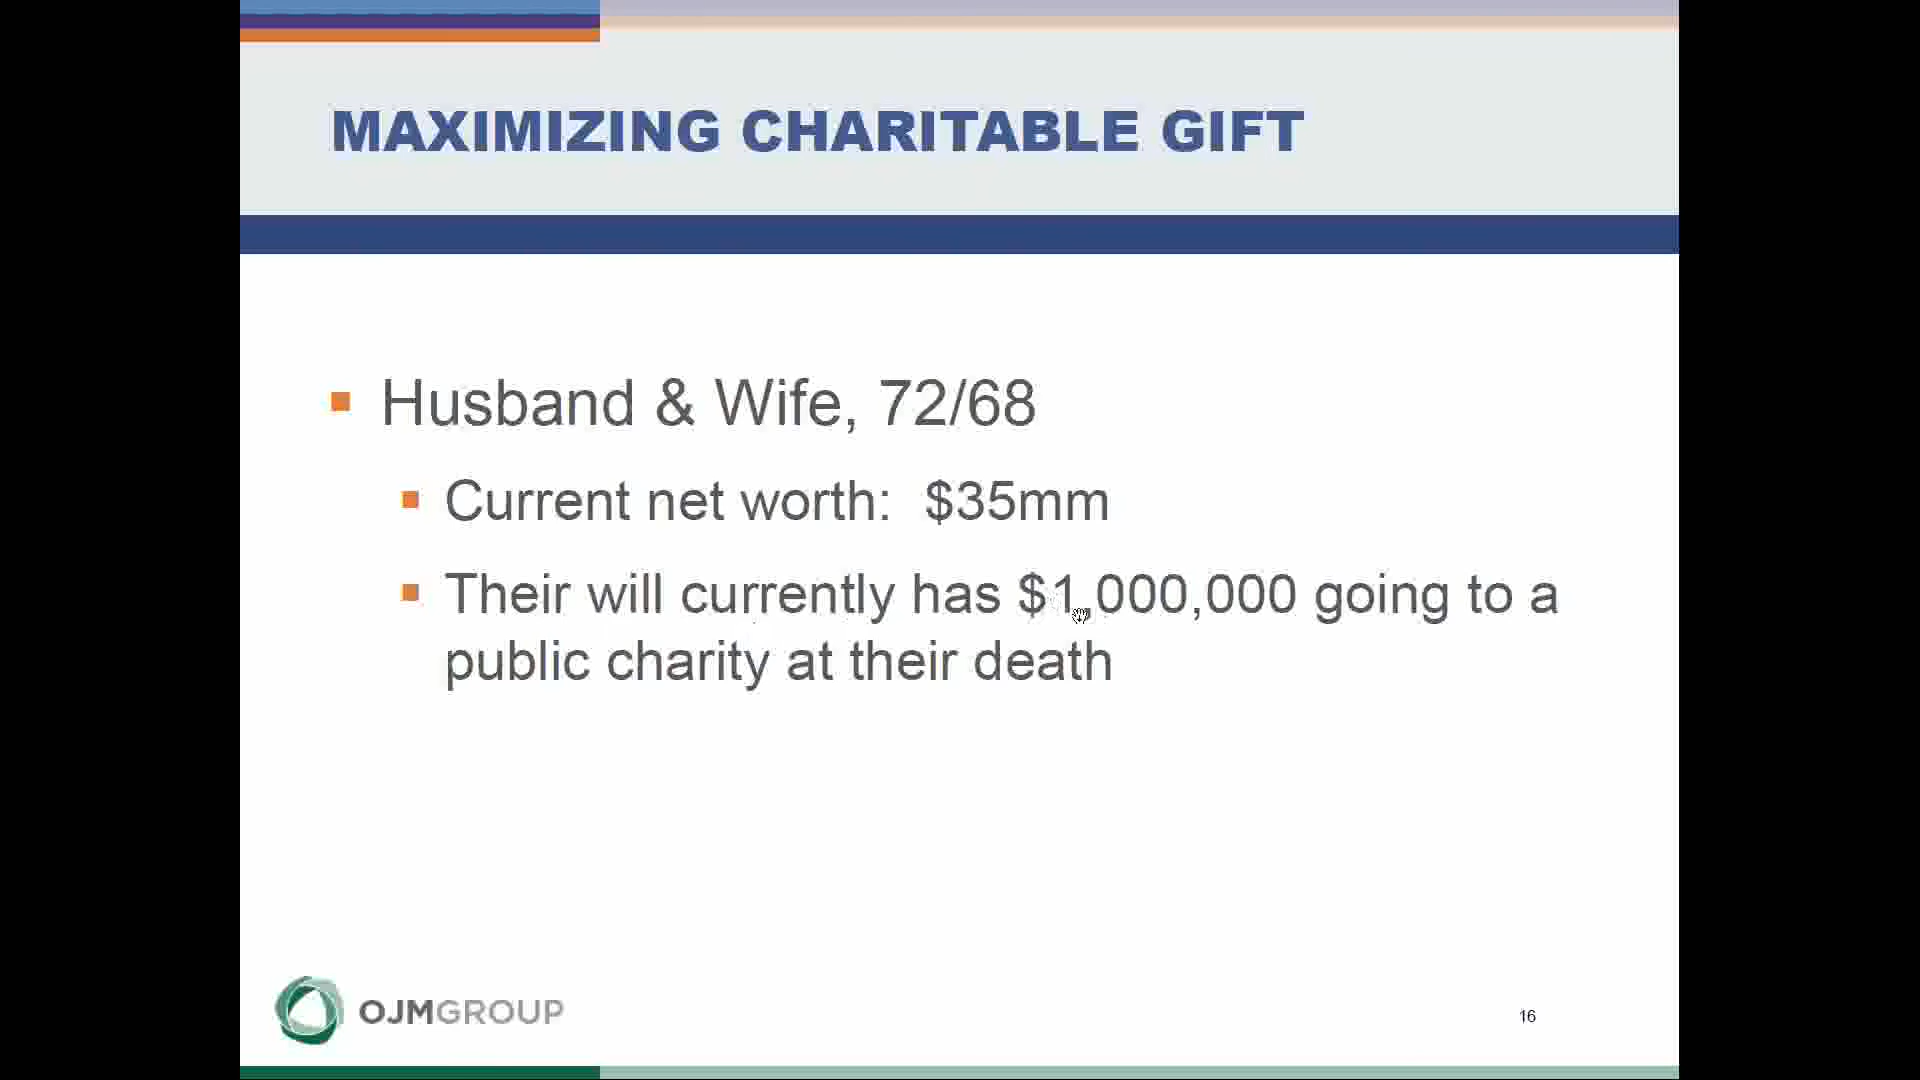 MAXIMIZING CHARITABLE GIFT
Husband & Wife, 72/68
Current net worth:  $35mm
Their will currently has $1,000,000 going to a
public charity at their death
OJMGROUP
16